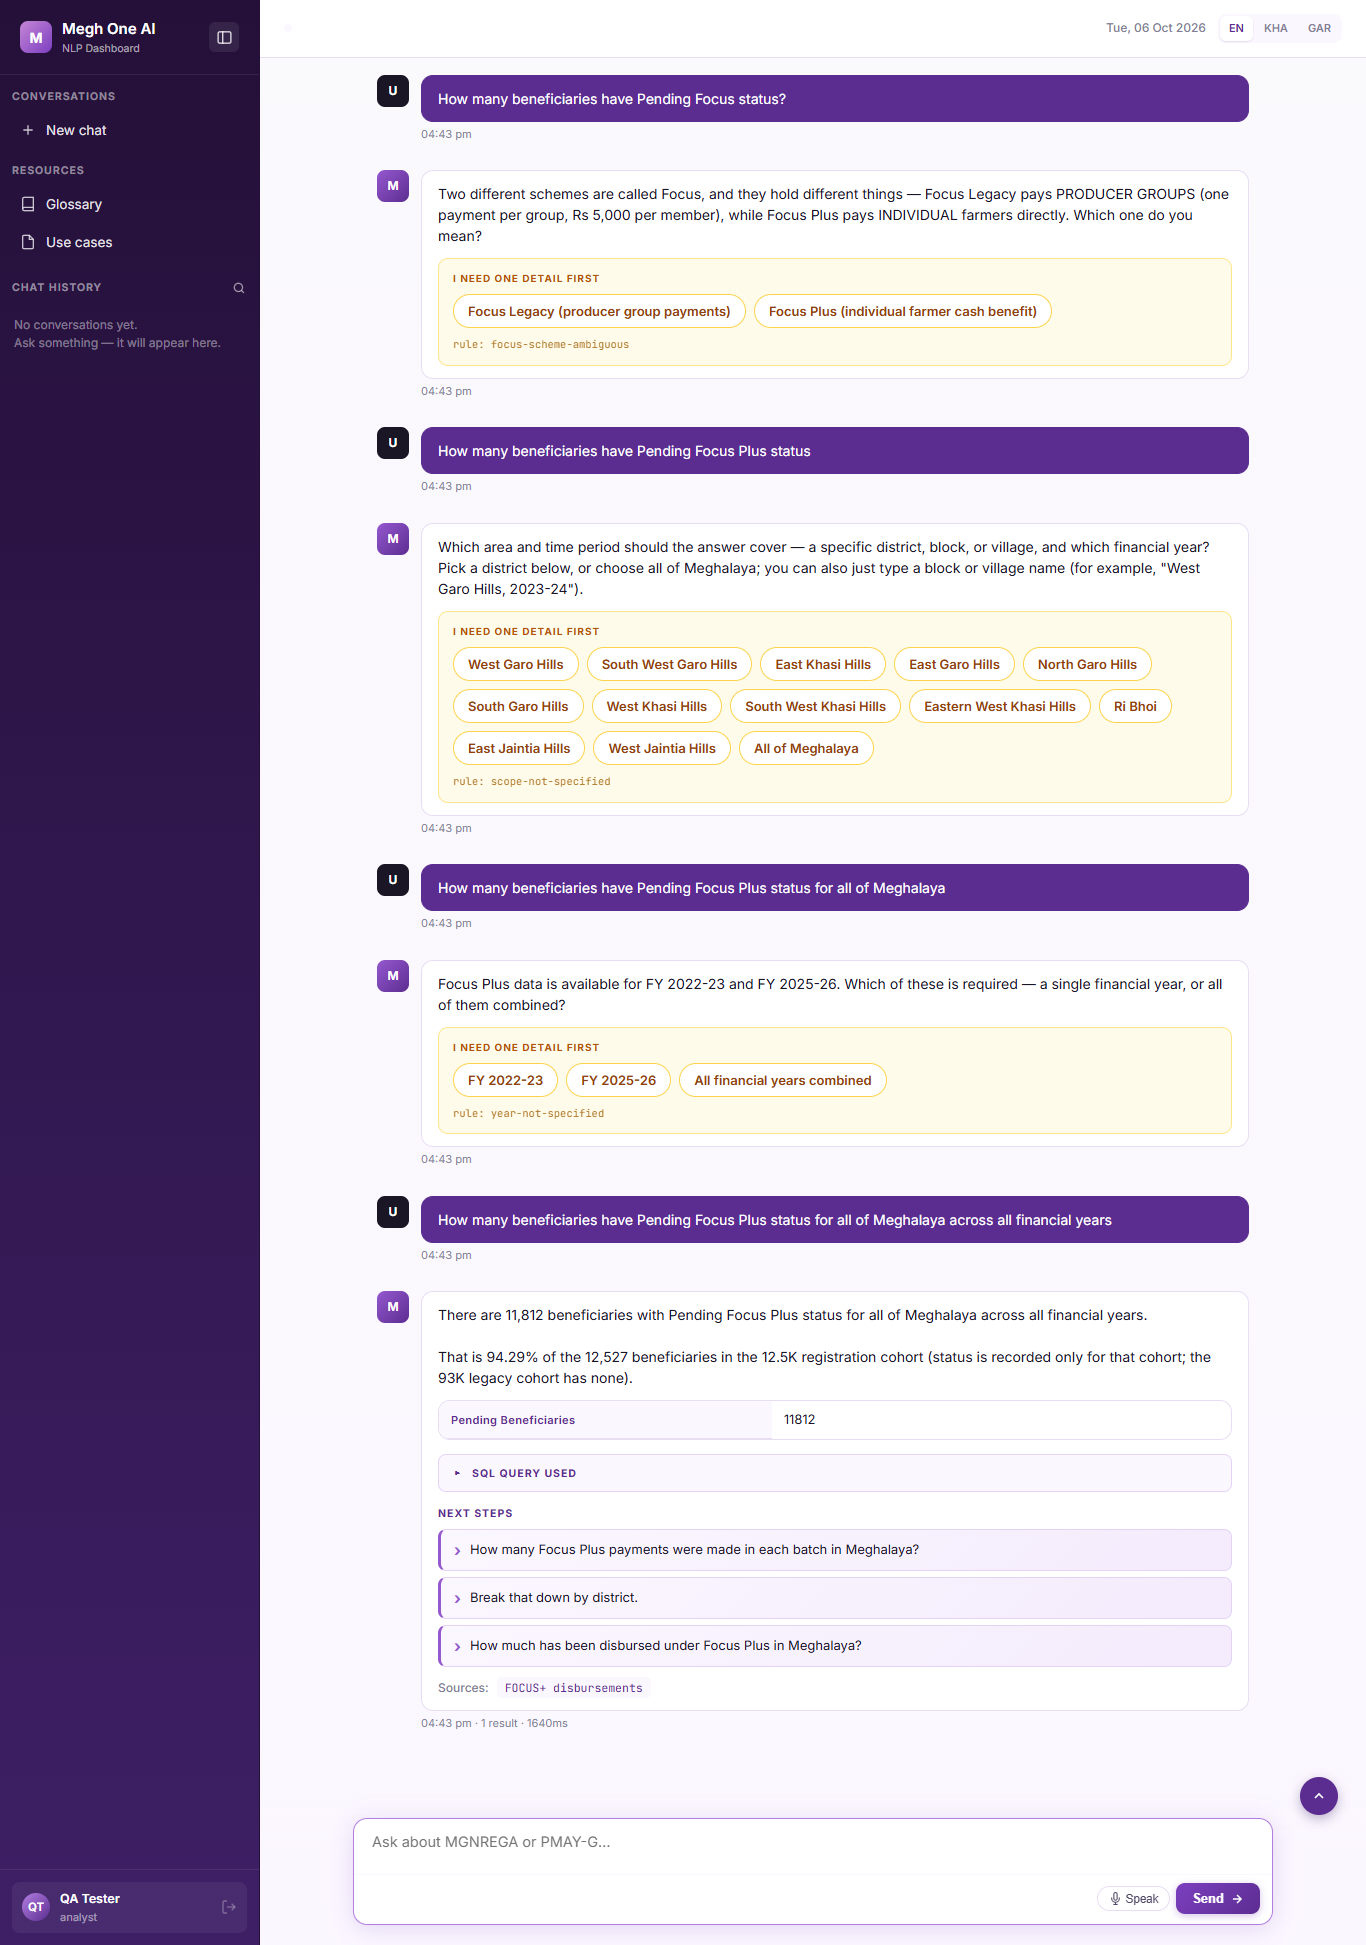 M
Megh One AI
NLP Dashboard
CONVERSATIONS
New chat
RESOURCES
Glossary
Use cases
CHAT HISTORY
No conversations yet.
Ask something — it will appear here.
QT
QA Tester
analyst
Tue, 06 Oct 2026
EN
KHA
GAR
U
How many beneficiaries have Pending Focus status?
04:43 pm
M
Two different schemes are called Focus, and they hold different things — Focus Legacy pays PRODUCER GROUPS (one
payment per group, Rs 5,000 per member), while Focus Plus pays INDIVIDUAL farmers directly. Which one do you
mean?
I NEED ONE DETAIL FIRST
Focus Legacy (producer group payments)
Focus Plus (individual farmer cash benefit)
rule: focus-scheme-ambiguous
04:43 pm
U
How many beneficiaries have Pending Focus Plus status
04:43 pm
M
Which area and time period should the answer cover — a specific district, block, or village, and which financial year?
Pick a district below, or choose all of Meghalaya; you can also just type a block or village name (for example, "West
Garo Hills, 2023-24").
I NEED ONE DETAIL FIRST
West Garo Hills
South West Garo Hills
East Khasi Hills
East Garo Hills
North Garo Hills
South Garo Hills
West Khasi Hills
South West Khasi Hills
Eastern West Khasi Hills
Ri Bhoi
East Jaintia Hills
West Jaintia Hills
All of Meghalaya
rule: scope-not-specified
04:43 pm
U
How many beneficiaries have Pending Focus Plus status for all of Meghalaya
04:43 pm
M
Focus Plus data is available for FY 2022-23 and FY 2025-26. Which of these is required — a single financial year, or all
of them combined?
I NEED ONE DETAIL FIRST
FY 2022-23
FY 2025-26
All financial years combined
rule: year-not-specified
04:43 pm
U
How many beneficiaries have Pending Focus Plus status for all of Meghalaya across all financial years
04:43 pm
M
There are 11,812 beneficiaries with Pending Focus Plus status for all of Meghalaya across all financial years.
That is 94.29% of the 12,527 beneficiaries in the 12.5K registration cohort (status is recorded only for that cohort; the
93K legacy cohort has none).
Pending Beneficiaries
11812
SQL QUERY USED
NEXT STEPS
How many Focus Plus payments were made in each batch in Meghalaya?
Break that down by district.
How much has been disbursed under Focus Plus in Meghalaya?
Sources: FOCUS+ disbursements
04:43 pm · 1 result · 1640ms
Ask about MGNREGA or PMAY-G...
Speak
Send